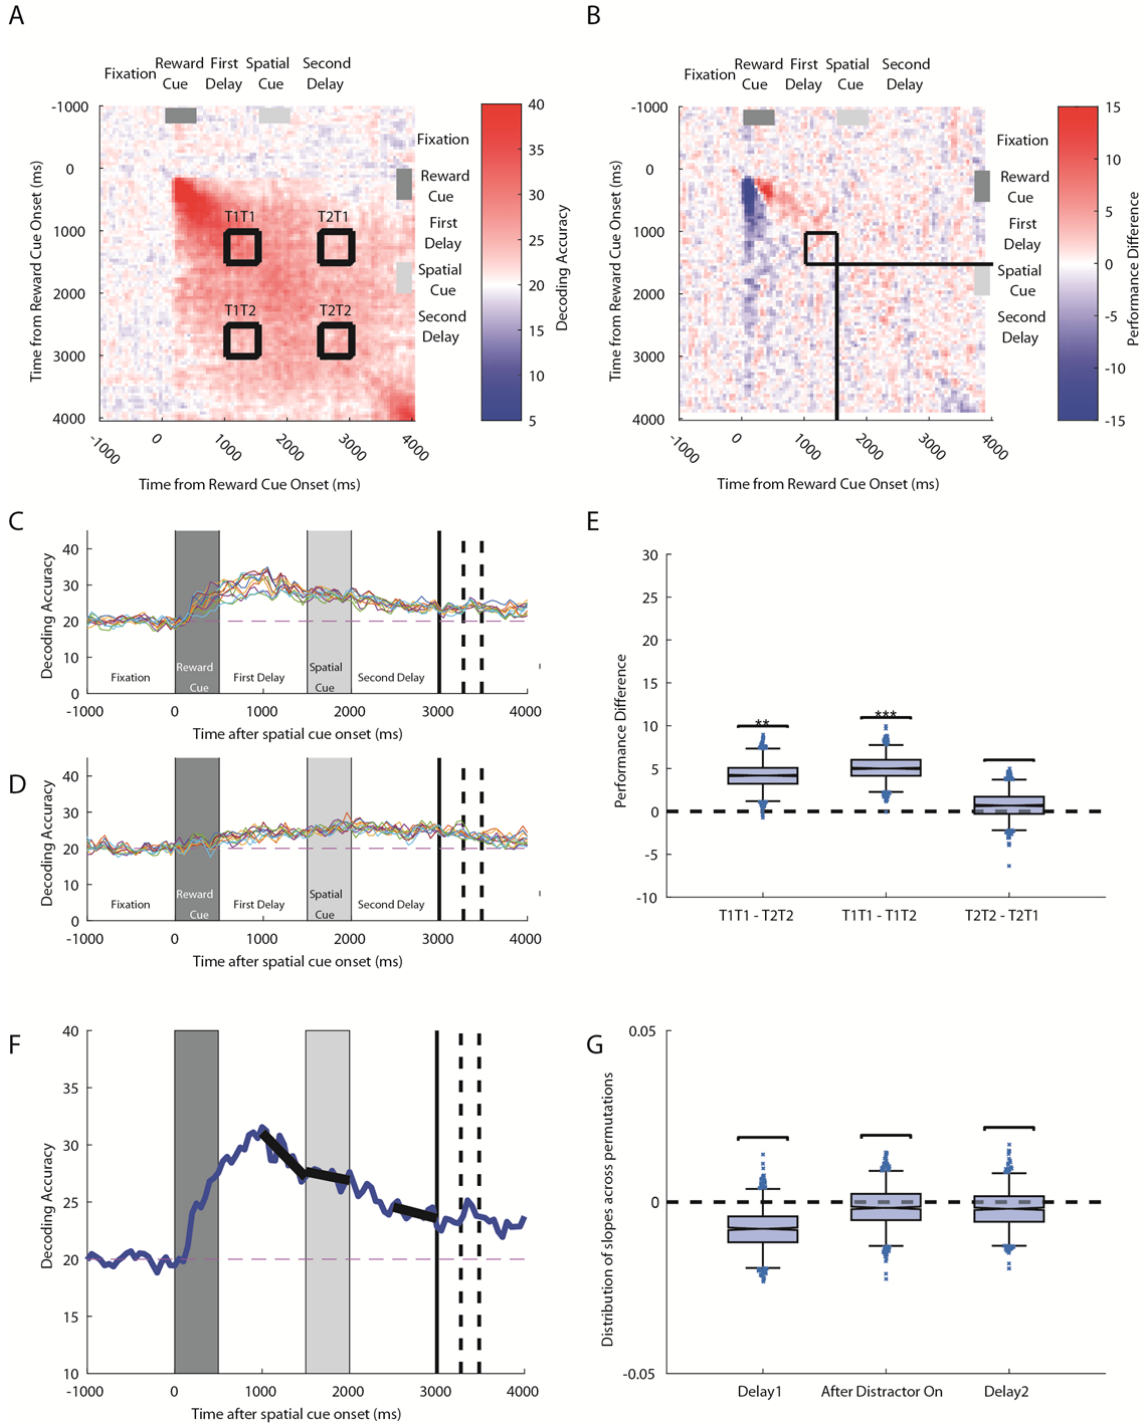 A
Reward First Spatial Second
Fixation Cue Delay Cue Delay
-1000
0
1000
2000
3000
4000
Time from Reward Cue Onset (ms)
T1T1 T2T1
T1T2 T2T2
Fixation
Reward
Cue
First
Delay
Spatial
Cue
Second
Delay
40
35
30
25
20
15
10
5
Decoding Accuracy
-1000 0 1000 2000 3000 4000
Time from Reward Cue Onset (ms)
B
Reward First Spatial Second
Fixation Cue Delay Cue Delay
-1000
0
1000
2000
3000
4000
Time from Reward Cue Onset (ms)
Fixation
Reward
Cue
First
Delay
Spatial
Cue
Second
Delay
15
10
5
0
-5
-10
-15
Performance Difference
-1000 0 1000 2000 3000 4000
Time from Reward Cue Onset (ms)
C
40
30
20
10
0
Decoding Accuracy
Reward Spatial
Fixation Cue First Delay Cue Second Delay
-1000 0 1000 2000 3000 4000
Time after spatial cue onset (ms)
D
40
30
20
10
0
Decoding Accuracy
Reward Spatial
Fixation Cue First Delay Cue Second Delay
-1000 0 1000 2000 3000 4000
Time after spatial cue onset (ms)
E
30
25
20
15
10
5
0
-5
-10
Performance Difference
** ***
T1T1 - T2T2 T1T1 - T1T2 T2T2 - T2T1
F
40
35
30
25
20
15
10
Decoding Accuracy
-1000 0 1000 2000 3000 4000
Time after spatial cue onset (ms)
G
0.05
0
-0.05
Distribution of slopes across permutations
Delay1 After Distractor On Delay2